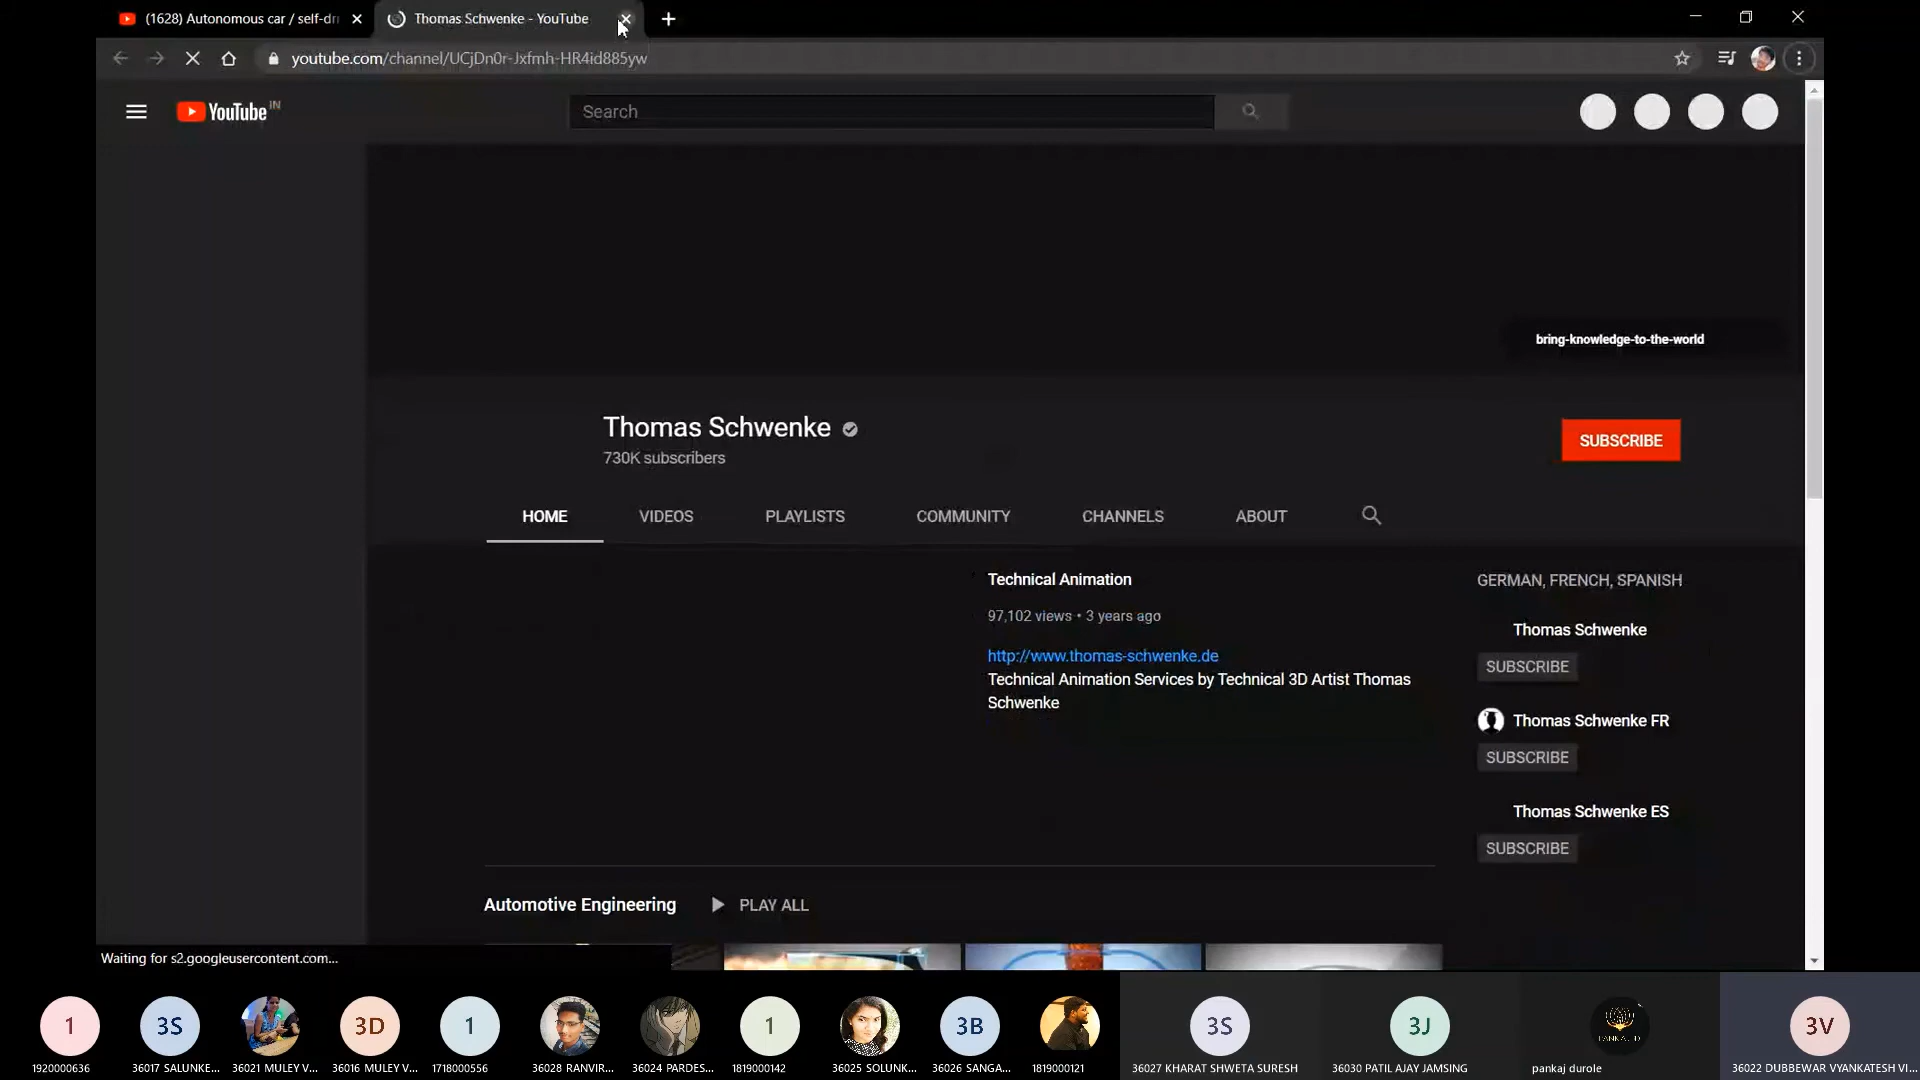 (1628) Autonomous car / self-dri
Thomas Schwenke - YouTube
youtube.com/channel/UCjDn0r-Jxfmh-HR4id885yw
YouTube IN
Search
bring-knowledge-to-the-world
Thomas Schwenke
730K subscribers
SUBSCRIBE
HOME VIDEOS PLAYLISTS COMMUNITY CHANNELS ABOUT
Technical Animation
97,102 views • 3 years ago
http://www.thomas-schwenke.de
Technical Animation Services by Technical 3D Artist Thomas
Schwenke
GERMAN, FRENCH, SPANISH
Thomas Schwenke
SUBSCRIBE
Thomas Schwenke FR
SUBSCRIBE
Thomas Schwenke ES
SUBSCRIBE
Automotive Engineering PLAY ALL
Waiting for s2.googleusercontent.com...
1 3S 3D 1 1 3B 3S 3J 3V
PANKAJ D
1920000636 36017 SALUNKE... 36021 MULEY V... 36016 MULEY V... 1718000556 36028 RANVIR... 36024 PARDES... 1819000142 36025 SOLUNK... 36026 SANGA... 1819000121 36027 KHARAT SHWETA SURESH 36030 PATIL AJAY JAMSING pankaj durole 36022 DUBBEWAR VYANKATESH VI...